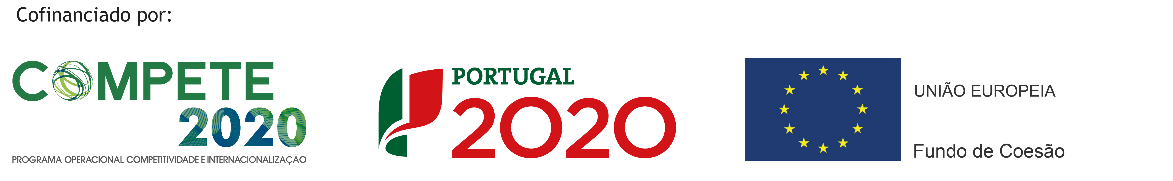 Cofinanciado por:
COMPETE
2020
PROGRAMA OPERACIONAL COMPETITIVIDADE E INTERNACIONALIZAÇÃO
PORTUGAL
2020
UNIÃO EUROPEIA
Fundo de Coesão